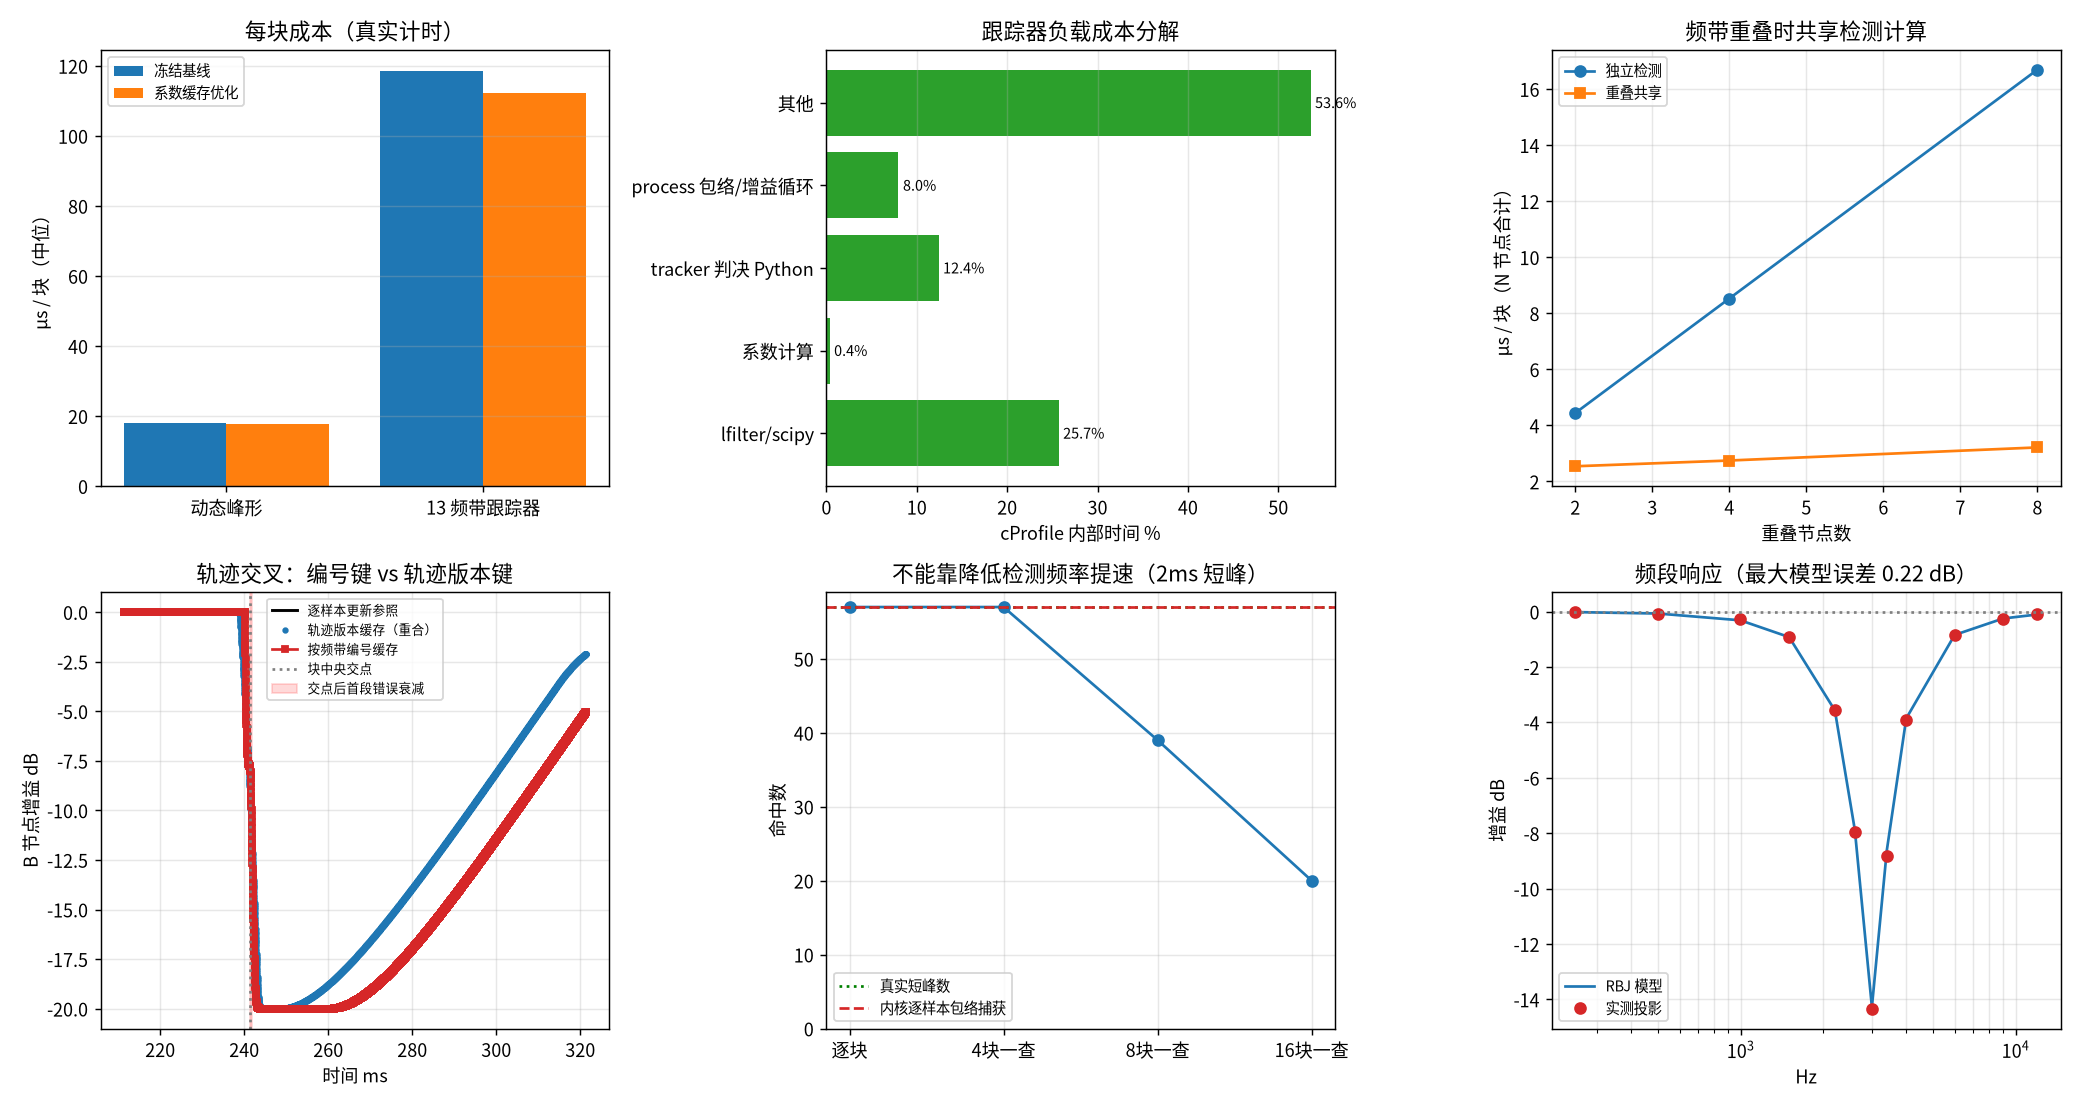 每块成本（真实计时）
120
100
80
60
40
20
0
μs / 块（中位）
冻结基线
系数缓存优化
动态峰形
13 频带跟踪器
跟踪器负载成本分解
其他
process 包络/增益循环
tracker 判决 Python
系数计算
lfilter/scipy
53.6%
8.0%
12.4%
0.4%
25.7%
0
10
20
30
40
50
cProfile 内部时间 %
频带重叠时共享检测计算
16
14
12
10
8
6
4
2
μs / 块（N 节点合计）
独立检测
重叠共享
2
3
4
5
6
7
8
重叠节点数
轨迹交叉：编号键 vs 轨迹版本键
0.0
-2.5
-5.0
-7.5
-10.0
-12.5
-15.0
-17.5
-20.0
B 节点增益 dB
逐样本更新参照
轨迹版本缓存（重合）
按频带编号缓存
块中央交点
交点后首段错误衰减
220
240
260
280
300
320
时间 ms
不能靠降低检测频率提速（2ms 短峰）
50
40
30
20
10
0
命中数
真实短峰数
内核逐样本包络捕获
逐块
4块一查
8块一查
16块一查
频段响应（最大模型误差 0.22 dB）
0
-2
-4
-6
-8
-10
-12
-14
增益 dB
RBJ 模型
实测投影
10³
10⁴
Hz